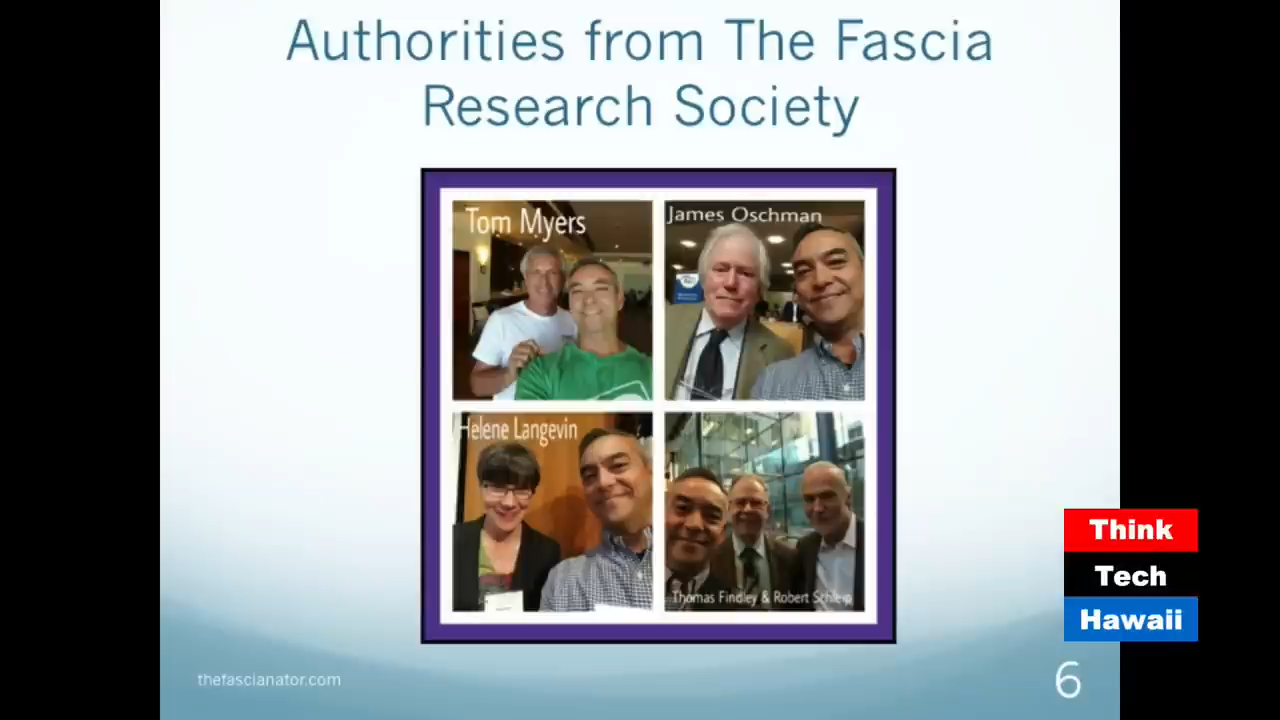 Authorities from The Fascia
Research Society
Tom Myers
James Oschman
Helene Langevin
Thomas Findley & Robert Schleip
Think
Tech
Hawaii
thefascianator.com
6